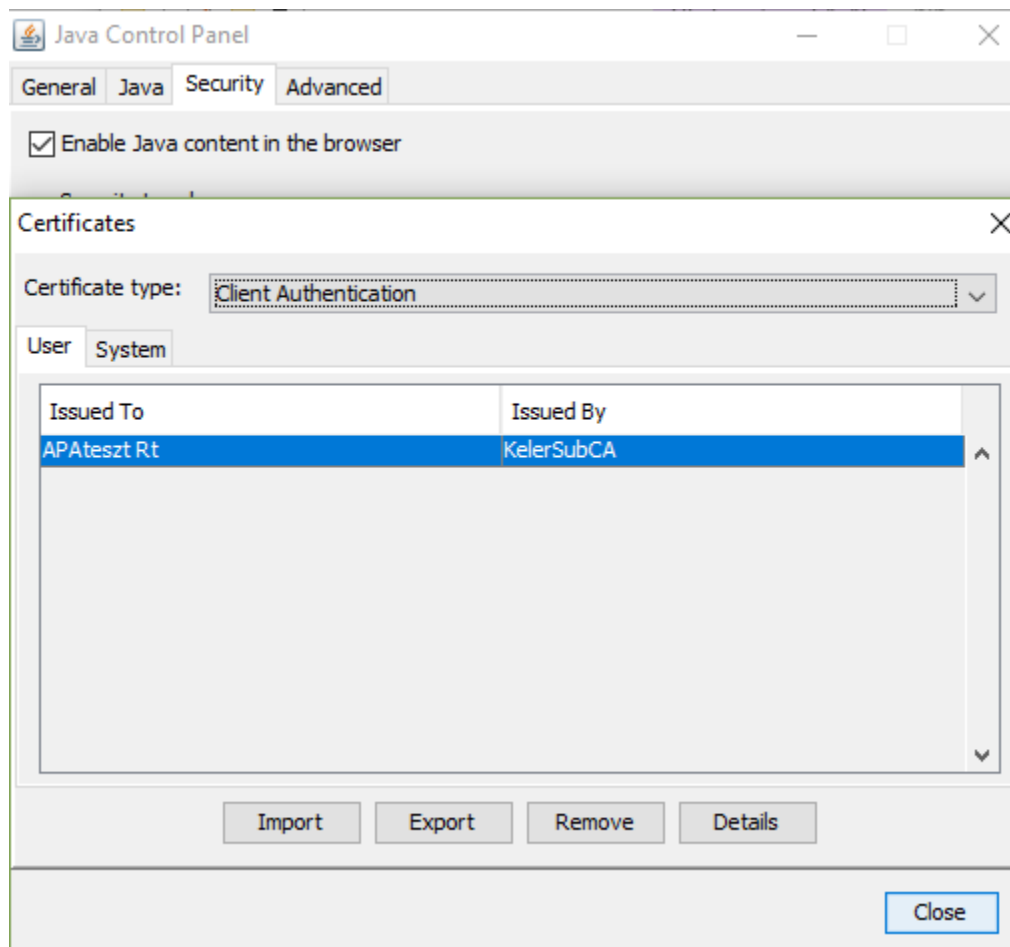 Java Control Panel
General Java Security Advanced
Enable Java content in the browser
Certificates
Certificate type: Client Authentication
User System
Issued To Issued By
APAteszt Rt KelerSubCA
Import Export Remove Details
Close